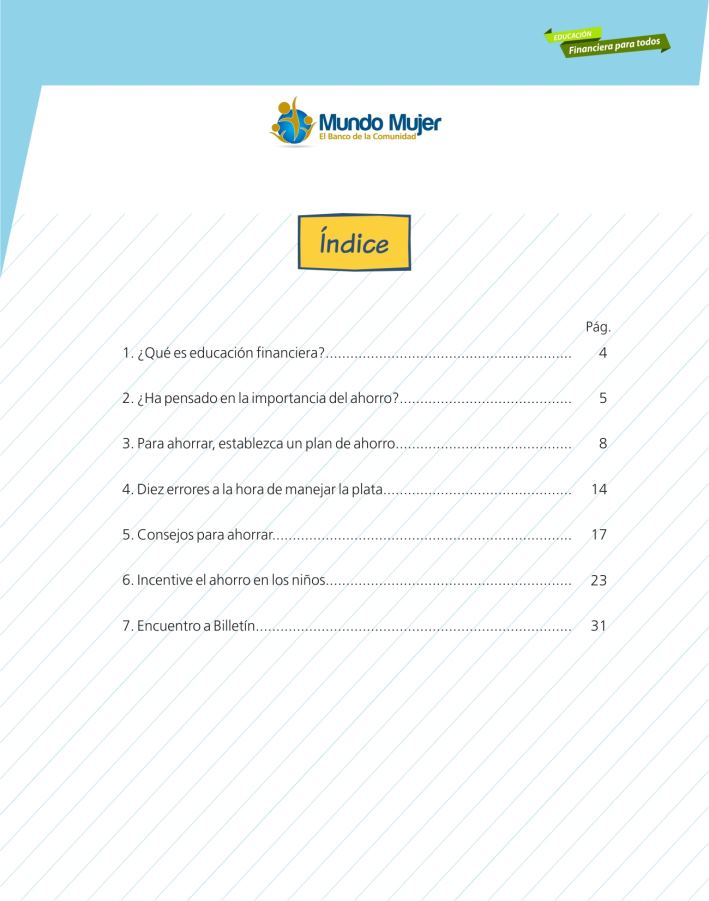 EDUCACIÓN
Financiera para todos
Mundo Mujer
El Banco de la Comunidad
Índice
Pág.
1. ¿Qué es educación financiera?............................................................ 4
2. ¿Ha pensado en la importancia del ahorro?.......................................... 5
3. Para ahorrar, establezca un plan de ahorro........................................... 8
4. Diez errores a la hora de manejar la plata.............................................. 14
5. Consejos para ahorrar......................................................................... 17
6. Incentive el ahorro en los niños............................................................ 23
7. Encuentro a Billetín............................................................................. 31